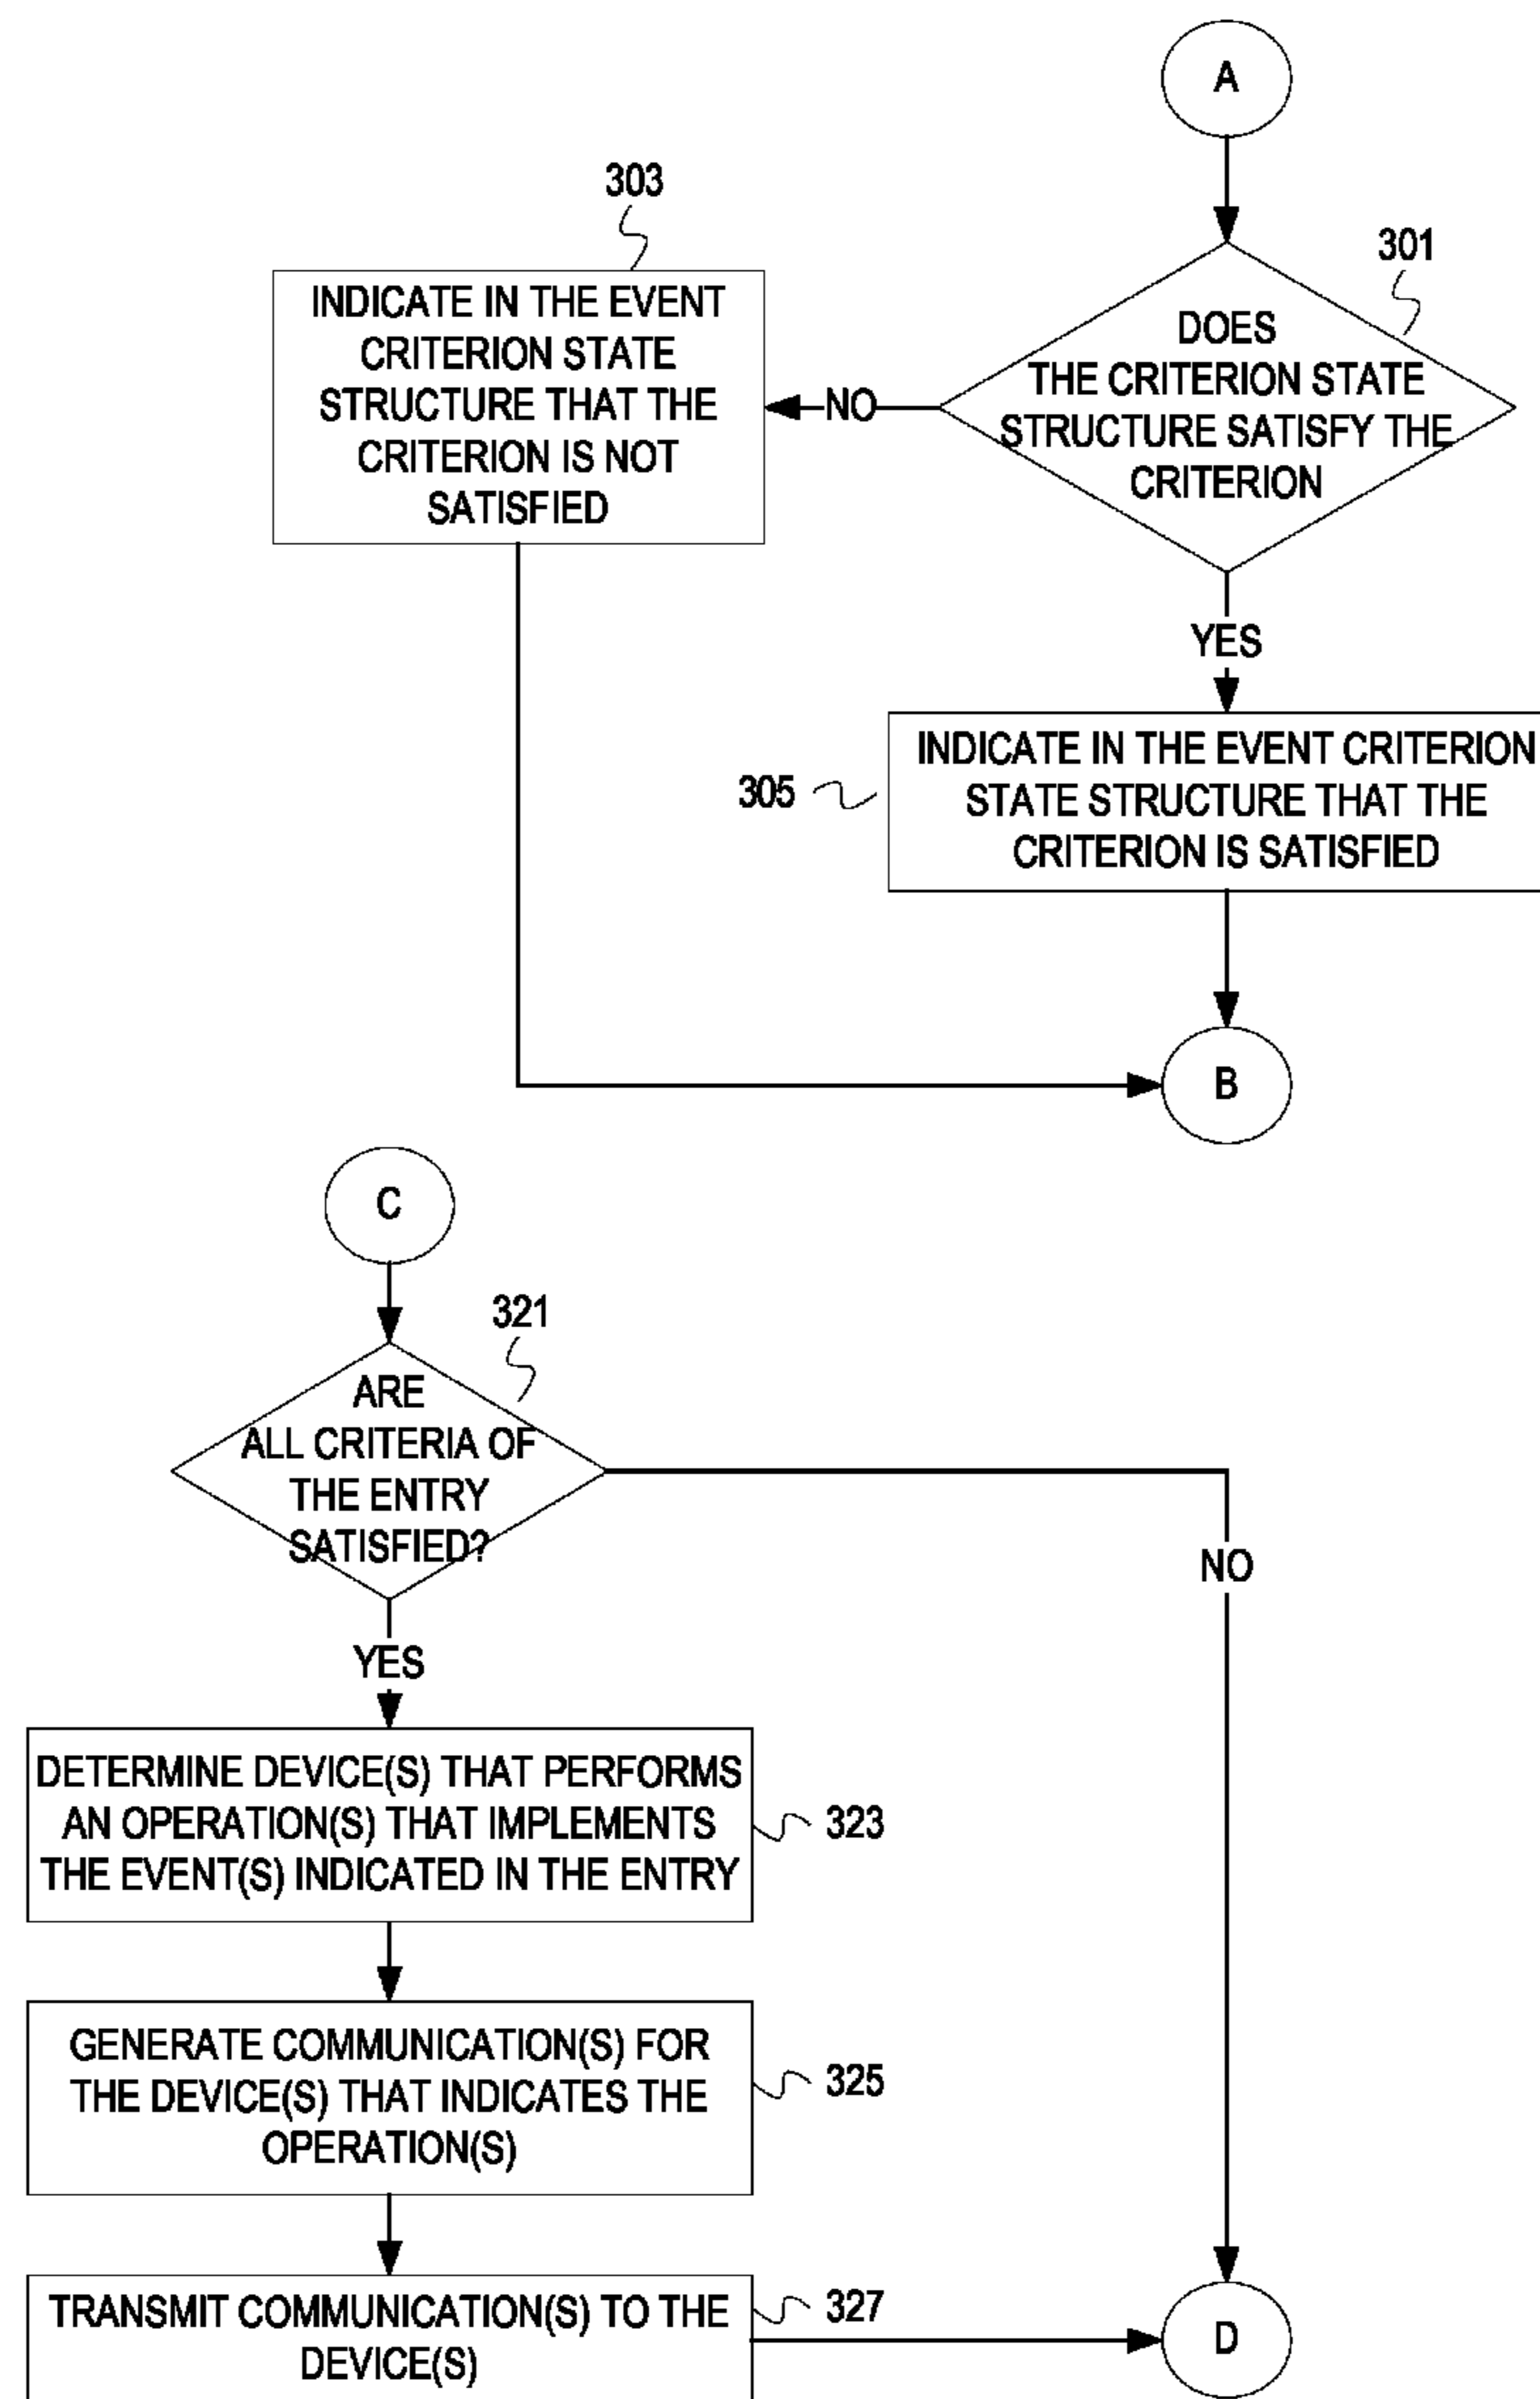 A
303
301
INDICATE IN THE EVENT
CRITERION STATE
STRUCTURE THAT THE
CRITERION IS NOT
SATISFIED
NO
DOES
THE CRITERION STATE
STRUCTURE SATISFY THE
CRITERION
YES
305
INDICATE IN THE EVENT CRITERION
STATE STRUCTURE THAT THE
CRITERION IS SATISFIED
B
C
321
ARE
ALL CRITERIA OF
THE ENTRY
SATISFIED?
NO
YES
DETERMINE DEVICE(S) THAT PERFORMS
AN OPERATION(S) THAT IMPLEMENTS
THE EVENT(S) INDICATED IN THE ENTRY
323
GENERATE COMMUNICATION(S) FOR
THE DEVICE(S) THAT INDICATES THE
OPERATION(S)
325
TRANSMIT COMMUNICATION(S) TO THE
DEVICE(S)
327
D